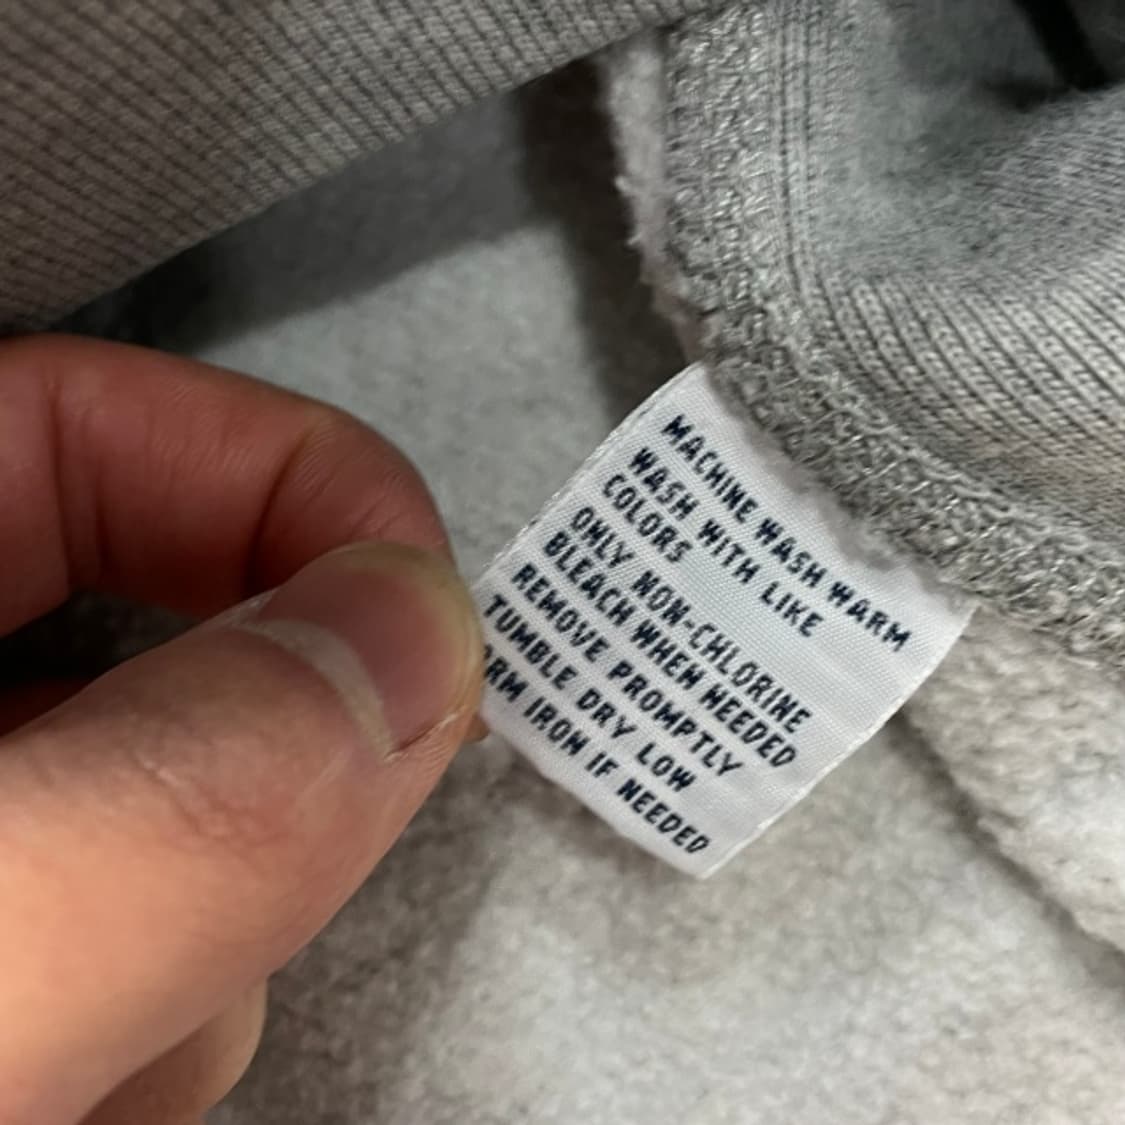 MACHINE WASH WARM
WASH WITH LIKE
COLORS
ONLY NON-CHLORINE
BLEACH WHEN NEEDED
REMOVE PROMPTLY
TUMBLE DRY LOW
IRON IF NEEDED